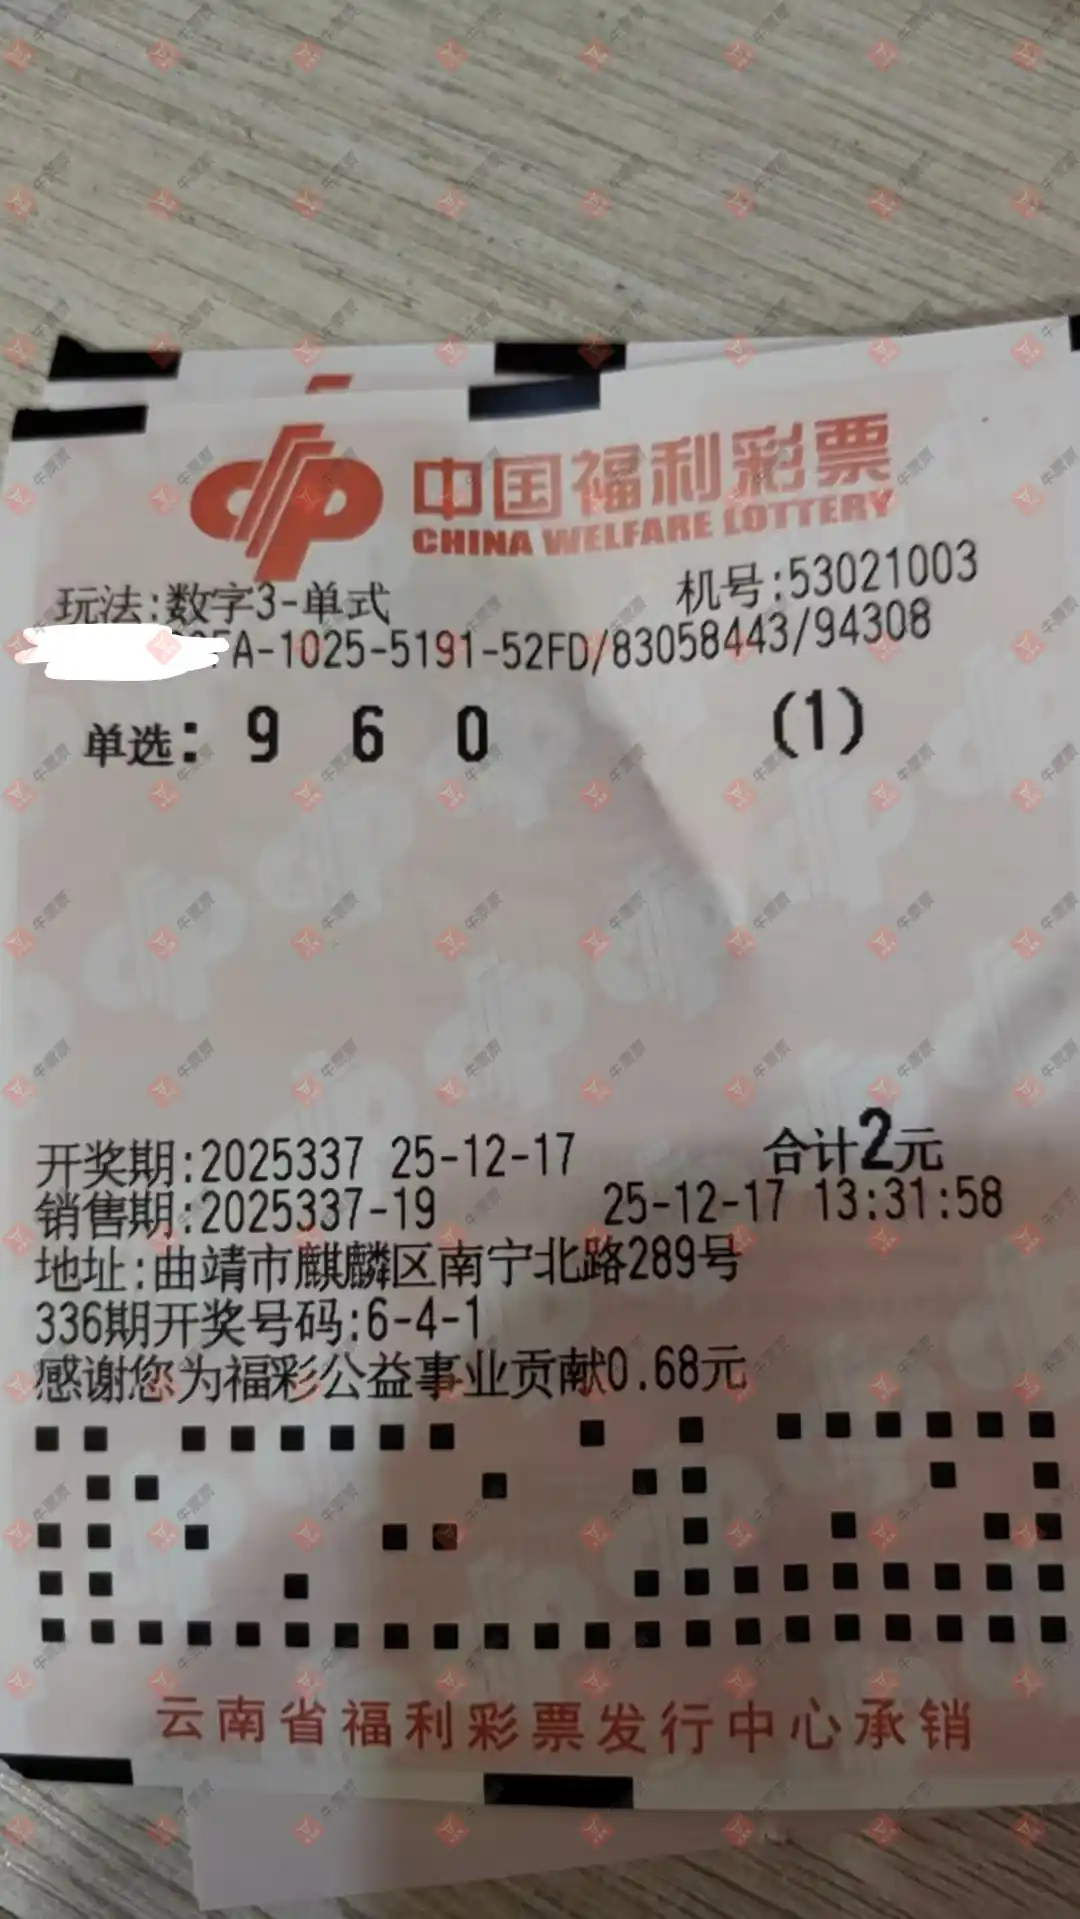 中国福利彩票
CHINA WELFARE LOTTERY
玩法:数字3-单式 机号:53021003
A-1025-5191-52FD/83058443/94308
单选: 9 6 0 (1)
开奖期:2025337 25-12-17 合计2元
销售期:2025337-19 25-12-17 13:31:58
地址:曲靖市麒麟区南宁北路289号
336期开奖号码:6-4-1
感谢您为福彩公益事业贡献0.68元
云南省福利彩票发行中心承销
牛票票